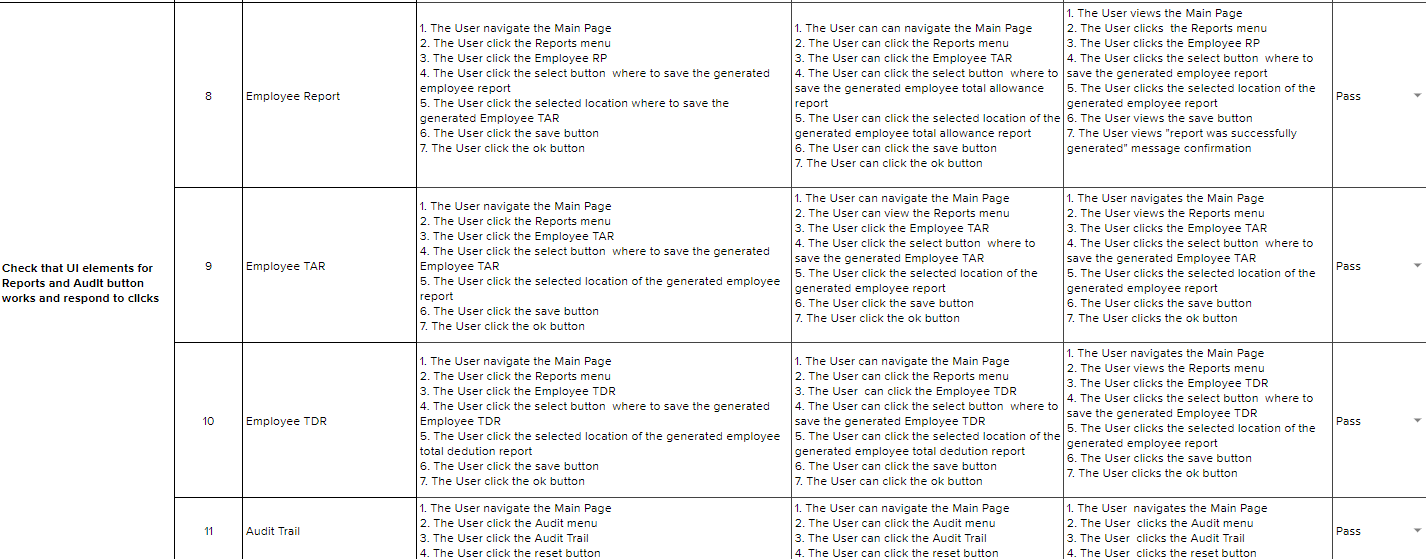 Check that UI elements for
Reports and Audit button
works and respond to clicks
8
Employee Report
1. The User navigate the Main Page
2. The User click the Reports menu
3. The User click the Employee RP
4. The User click the select button  where to save the generated
employee report
5. The User click the selected location where to save the
generated Employee TAR
6. The User click the save button
7. The User click the ok button
1. The User can can navigate the Main Page
2. The User can click the Reports menu
3. The User can click the Employee TAR
4. The User can click the select button  where to
save the generated employee total allowance
report
5. The User can click the selected location of the
generated employee total allowance report
6. The User can click the save button
7. The User can click the ok button
1. The User views the Main Page
2. The User clicks  the Reports menu
3. The User clicks the Employee RP
4. The User clicks the select button  where to
save the generated employee report
5. The User clicks the selected location of the
generated employee report
6. The User views the save button
7. The User views "report was successfully
generated" message confirmation
Pass
9
Employee TAR
1. The User navigate the Main Page
2. The User click the Reports menu
3. The User click the Employee TAR
4. The User click the select button  where to save the generated
Employee TAR
5. The User click the selected location of the generated employee
report
6. The User click the save button
7. The User click the ok button
1. The User can navigate the Main Page
2. The User can view the Reports menu
3. The User click the Employee TAR
4. The User click the select button  where to
save the generated Employee TAR
5. The User click the selected location of the
generated employee report
6. The User click the save button
7. The User click the ok button
1. The User navigates the Main Page
2. The User views the Reports menu
3. The User clicks the Employee TAR
4. The User clicks the select button  where to
save the generated Employee TAR
5. The User clicks the selected location of the
generated employee report
6. The User clicks the save button
7. The User clicks the ok button
Pass
10
Employee TDR
1. The User navigate the Main Page
2. The User click the Reports menu
3. The User click the Employee TDR
4. The User click the select button  where to save the generated
Employee TDR
5. The User click the selected location of the generated employee
total dedution report
6. The User click the save button
7. The User click the ok button
1. The User can navigate the Main Page
2. The User can click the Reports menu
3. The User  can click the Employee TDR
4. The User can click the select button  where to
save the generated Employee TDR
5. The User can click the selected location of the
generated employee total dedution report
6. The User can click the save button
7. The User can click the ok button
1. The User navigates the Main Page
2. The User views the Reports menu
3. The User clicks the Employee TDR
4. The User clicks the select button  where to
save the generated Employee TDR
5. The User clicks the selected location of the
generated employee report
6. The User clicks the save button
7. The User clicks the ok button
Pass
11
Audit Trail
1. The User navigate the Main Page
2. The User click the Audit menu
3. The User click the Audit Trail
4. The User click the reset button
1. The User can navigate the Main Page
2. The User can click the Audit menu
3. The User can click the Audit Trail
4. The User can click the reset button
1. The User  navigates the Main Page
2. The User  clicks the Audit menu
3. The User  clicks the Audit Trail
4. The User  clicks the reset button
Pass